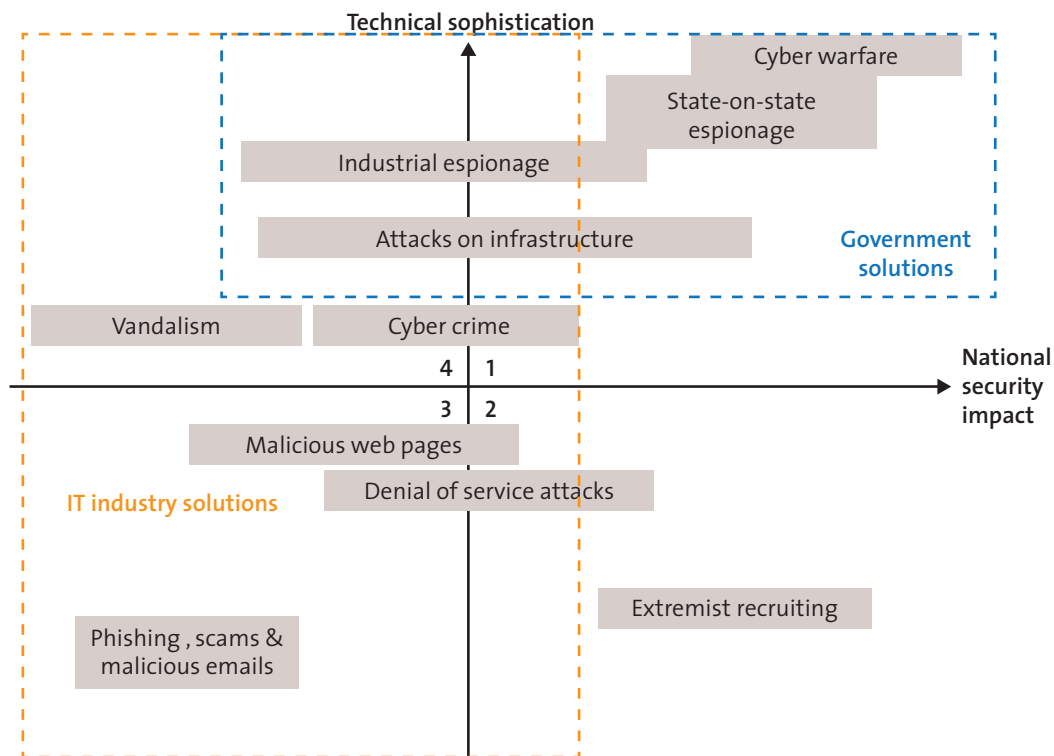 Technical sophistication
Cyber warfare
State-on-state
espionage
Industrial espionage
Attacks on infrastructure
Government
solutions
Vandalism
Cyber crime
4 1
National
security
impact
3 2
Malicious web pages
Denial of service attacks
IT industry solutions
Extremist recruiting
Phishing , scams &
malicious emails